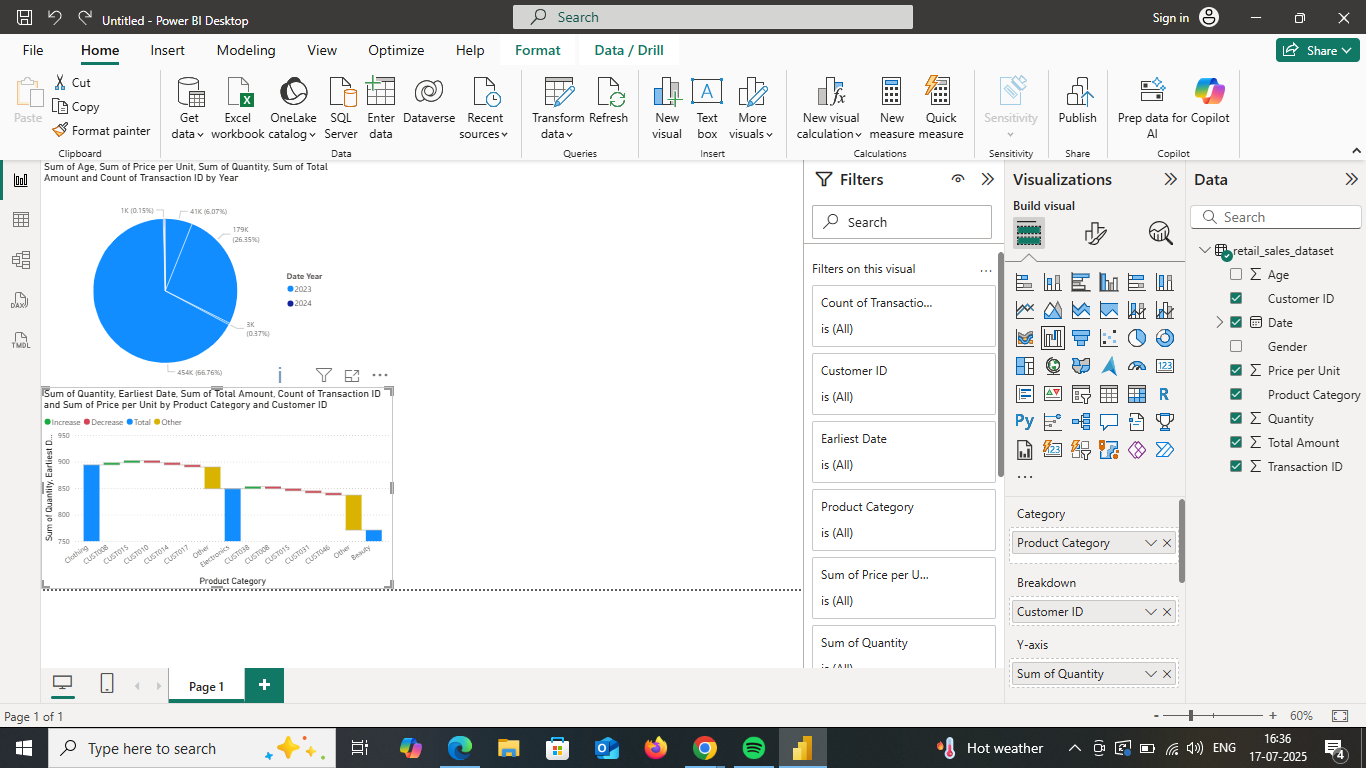 Untitled - Power BI Desktop
Search
Sign in
File
Home
Insert
Modeling
View
Optimize
Help
Format
Data / Drill
Share
Paste
Cut
Copy
Format painter
Get data
Excel workbook
OneLake catalog
SQL Server
Enter data
Dataverse
Recent sources
Transform data
Refresh
New visual
A
Text box
More visuals
New visual calculation
New measure
Quick measure
Sensitivity
Publish
Prep data for AI
Copilot
Clipboard
Data
Queries
Insert
Calculations
Sensitivity
Share
Copilot
DAX
TMDL
Sum of Age, Sum of Price per Unit, Sum of Quantity, Sum of Total
Amount and Count of Transaction ID by Year
1K (0.15%)
41K (6.07%)
179K
(26.35%)
3K
(0.37%)
454K (66.76%)
Date Year
2023
2024
Sum of Quantity, Earliest Date, Sum of Total Amount, Count of Transaction ID
and Sum of Price per Unit by Product Category and Customer ID
Increase Decrease Total Other
Sum of Quantity, Earliest D...
950
900
850
800
750
Clothing
CUST008
CUST015
CUST010
CUST014
CUST017
Other
Electronics
CUST038
CUST008
CUST015
CUST031
CUST046
Other
Beauty
Product Category
Page 1
Filters
Search
Filters on this visual
Count of Transactio...
is (All)
Customer ID
is (All)
Earliest Date
is (All)
Product Category
is (All)
Sum of Price per U...
is (All)
Sum of Quantity
is (All)
Visualizations
Build visual
123
R
Py
123
Category
Product Category
Breakdown
Customer ID
Y-axis
Sum of Quantity
Data
Search
retail_sales_dataset
Age
Customer ID
Date
Gender
Price per Unit
Product Category
Quantity
Total Amount
Transaction ID
Page 1 of 1
- + 60%
Type here to search
Hot weather
ENG
16:36
17-07-2025
4